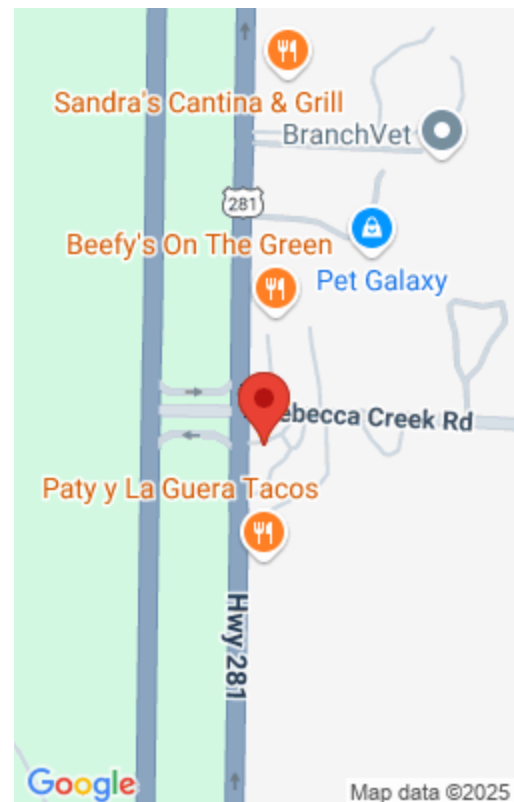 Sandra's Cantina & Grill
BranchVet
281
Beefy's On The Green
Pet Galaxy
ebecca Creek Rd
Paty y La Guera Tacos
Hwy 281
Google
Map data ©2025